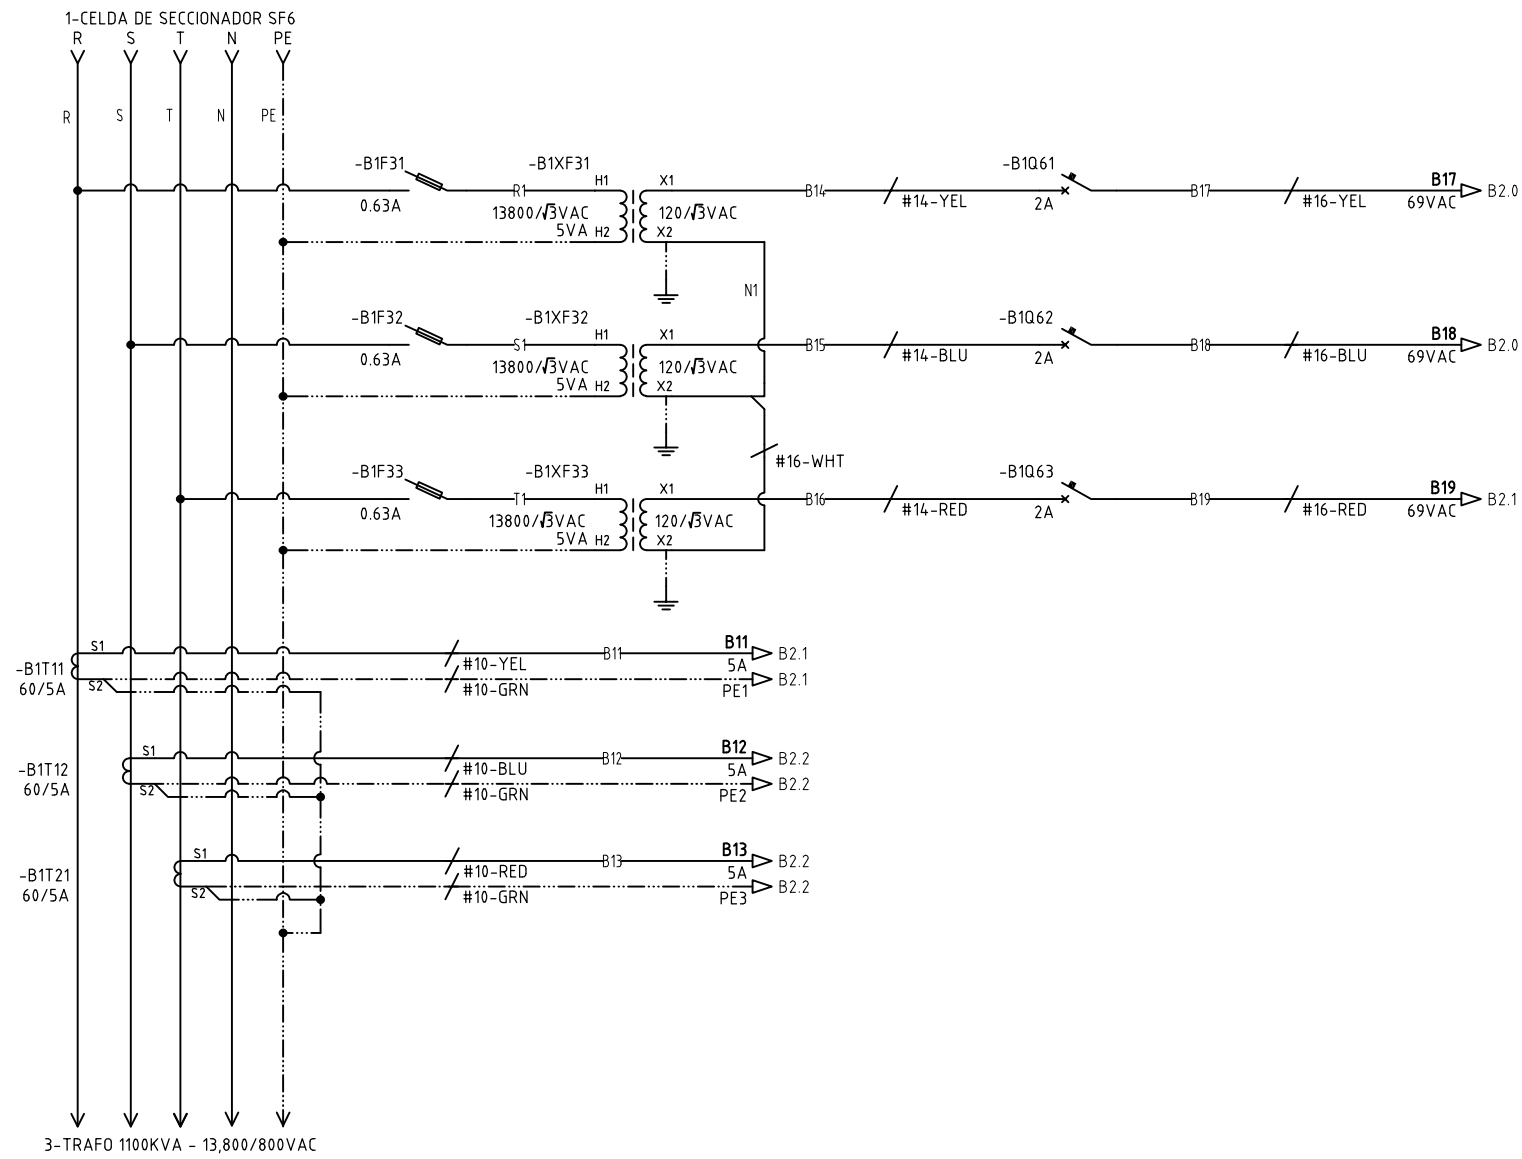 1-CELDA DE SECCIONADOR SF6
R S T N PE
R S T N PE
-B1F31 -B1XF31 -B1Q61
H1 X1 B17
R1 B14 B17 B2.0
0.63A 13800/√3VAC 120/√3VAC #14-YEL 2A #16-YEL 69VAC
5VA H2 X2
N1
-B1F32 -B1XF32 -B1Q62
H1 X1 B18
S1 B15 B18 B2.0
0.63A 13800/√3VAC 120/√3VAC #14-BLU 2A #16-BLU 69VAC
5VA H2 X2
#16-WHT
-B1F33 -B1XF33 -B1Q63
H1 X1 B19
T1 B16 B19 B2.1
0.63A 13800/√3VAC 120/√3VAC #14-RED 2A #16-RED 69VAC
5VA H2 X2
S1 B11
B11 B2.1
-B1T11 #10-YEL 5A
B2.1
60/5A S2 #10-GRN PE1
S1 B12
B12 B2.2
-B1T12 #10-BLU 5A
B2.2
60/5A S2 #10-GRN PE2
S1 B13
B13 B2.2
-B1T21 #10-RED 5A
B2.2
60/5A S2 #10-GRN PE3
3-TRAFO 1100KVA - 13,800/800VAC